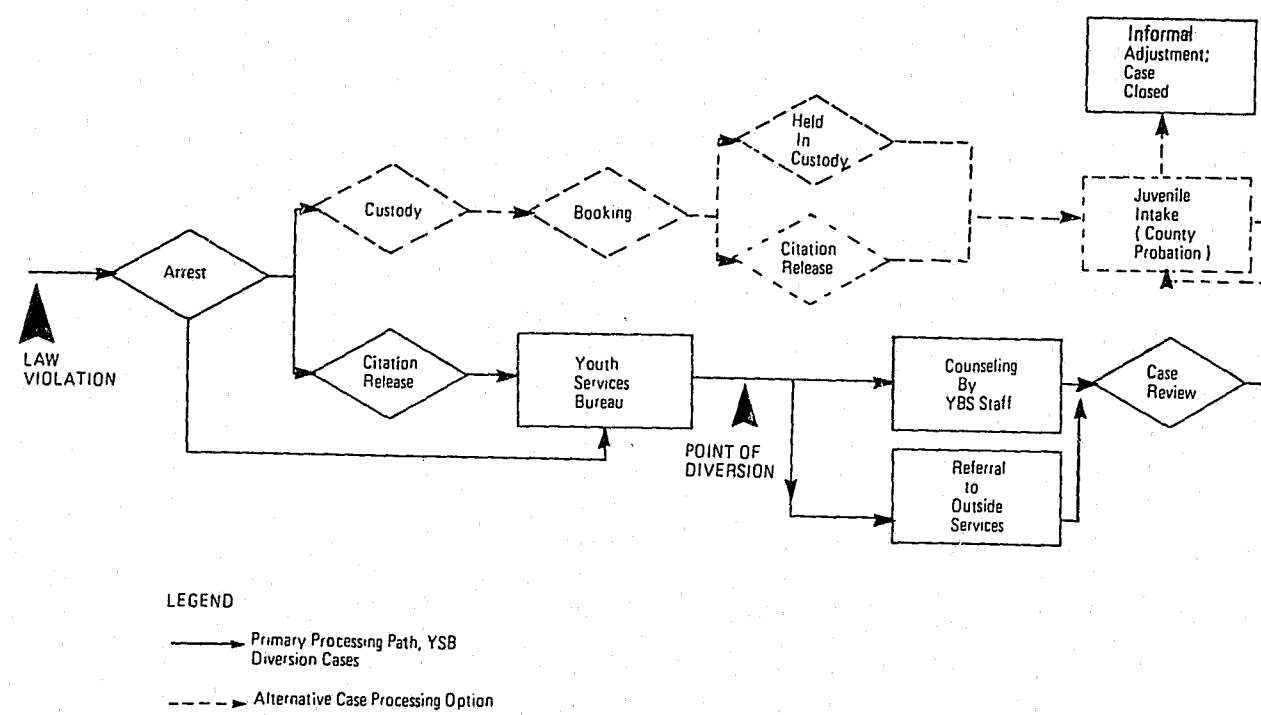 Informal
Adjustment;
Case
Closed
Held
In
Custody
Custody
Booking
Juvenile
Intake
( County
Probation )
Citation
Release
Arrest
LAW
VIOLATION
Citation
Release
Youth
Services
Bureau
POINT OF
DIVERSION
Counseling
By
YBS Staff
Case
Review
Referral
to
Outside
Services
LEGEND
Primary Processing Path, YSB
Diversion Cases
Alternative Case Processing Option